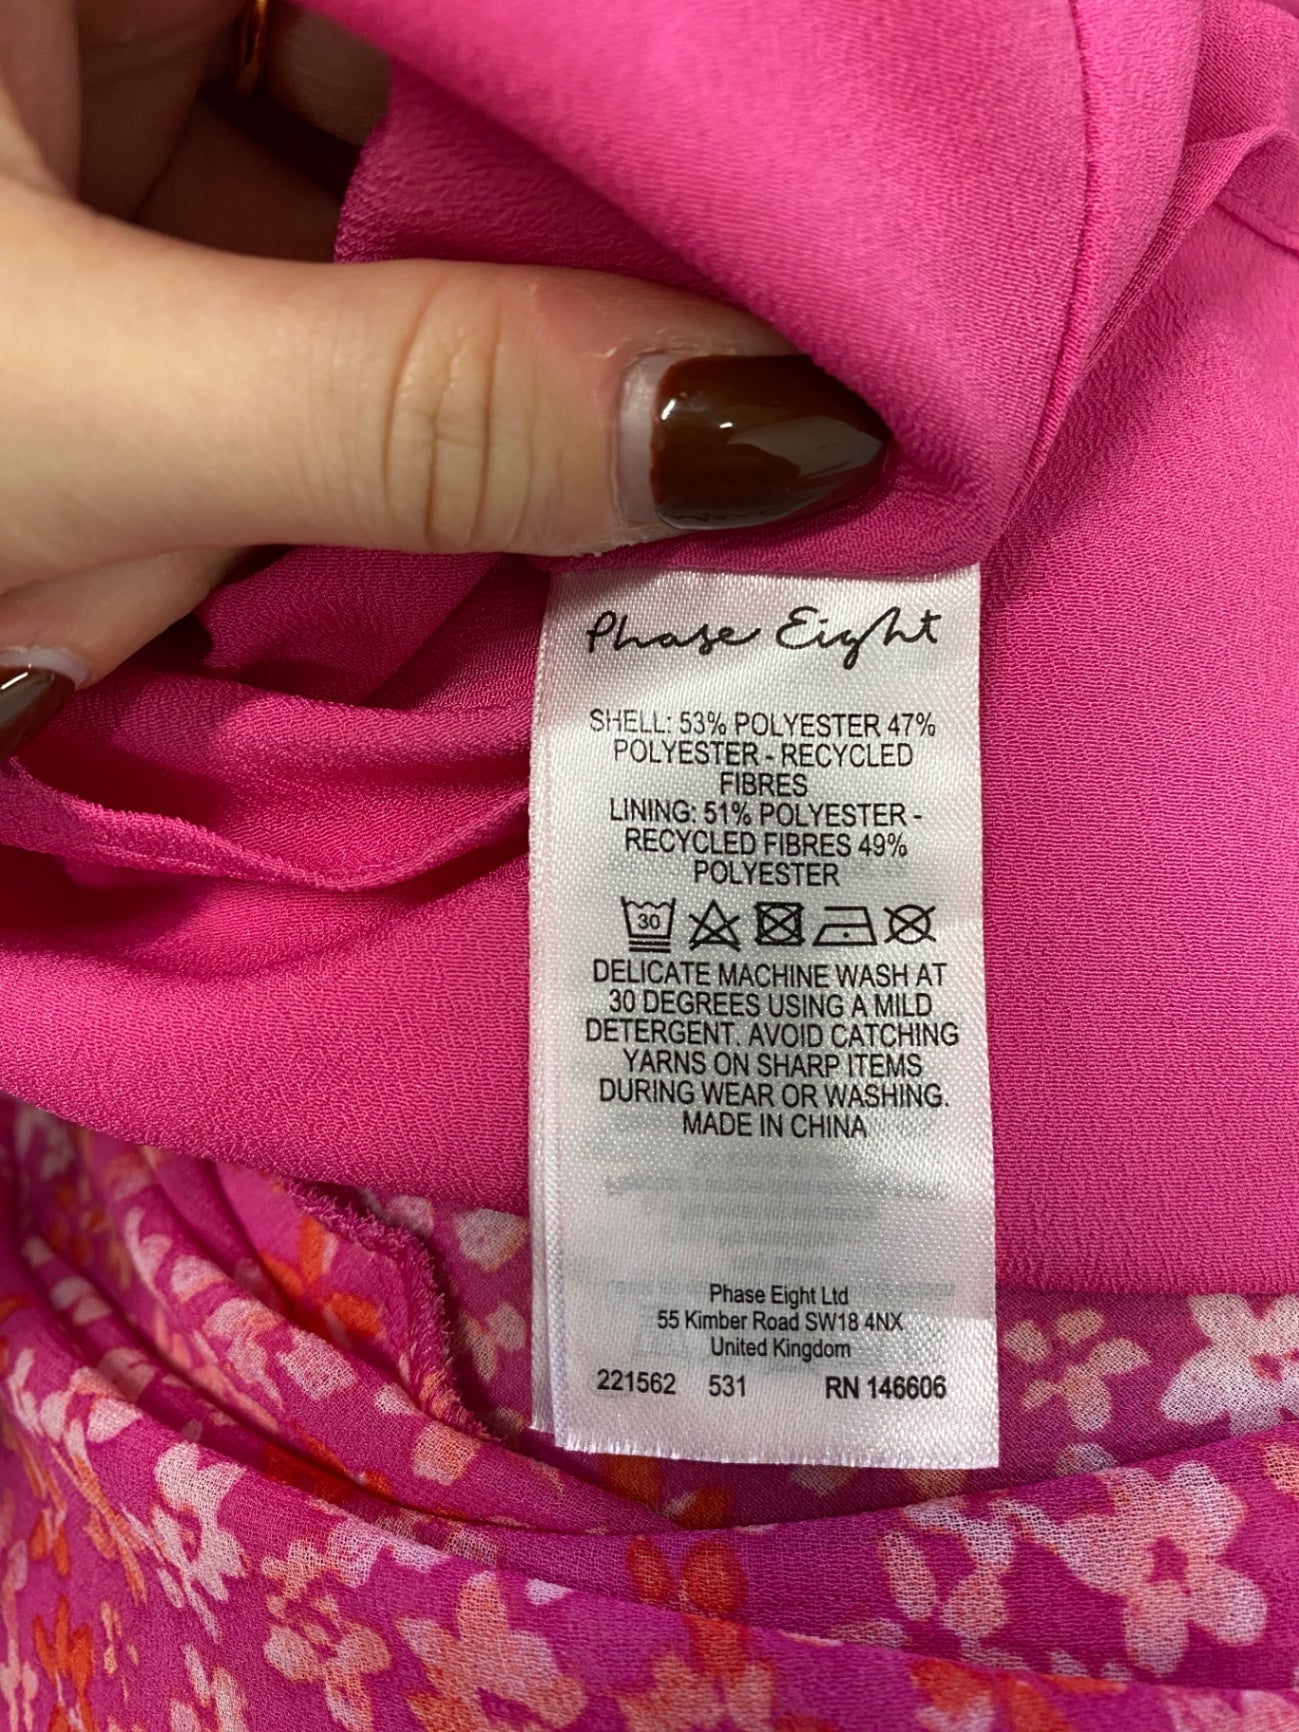 Phase Eight
SHELL: 53% POLYESTER 47%
POLYESTER - RECYCLED
FIBRES
LINING: 51% POLYESTER -
RECYCLED FIBRES 49%
POLYESTER
30
DELICATE MACHINE WASH AT
30 DEGREES USING A MILD
DETERGENT. AVOID CATCHING
YARNS ON SHARP ITEMS
DURING WEAR OR WASHING.
MADE IN CHINA
Phase Eight Ltd
55 Kimber Road SW18 4NX
United Kingdom
221562 531 RN 146606